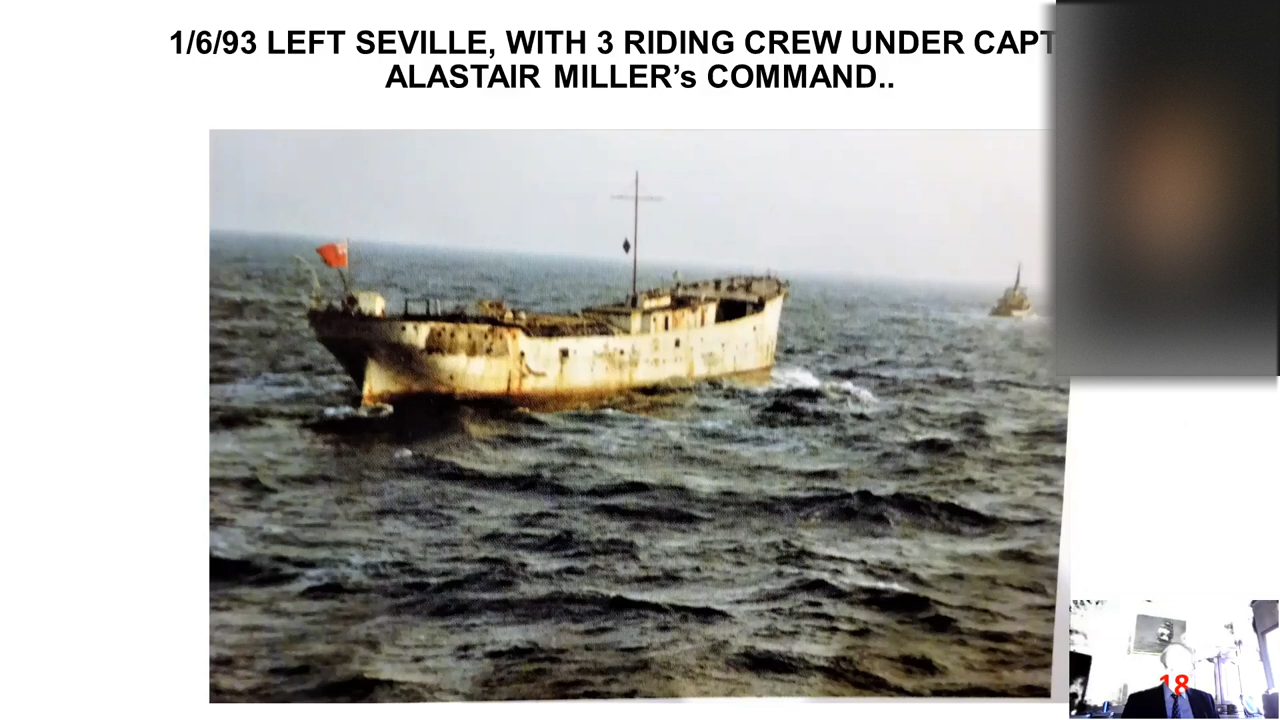 1/6/93 LEFT SEVILLE, WITH 3 RIDING CREW UNDER CAPT
ALASTAIR MILLER’s COMMAND..
18